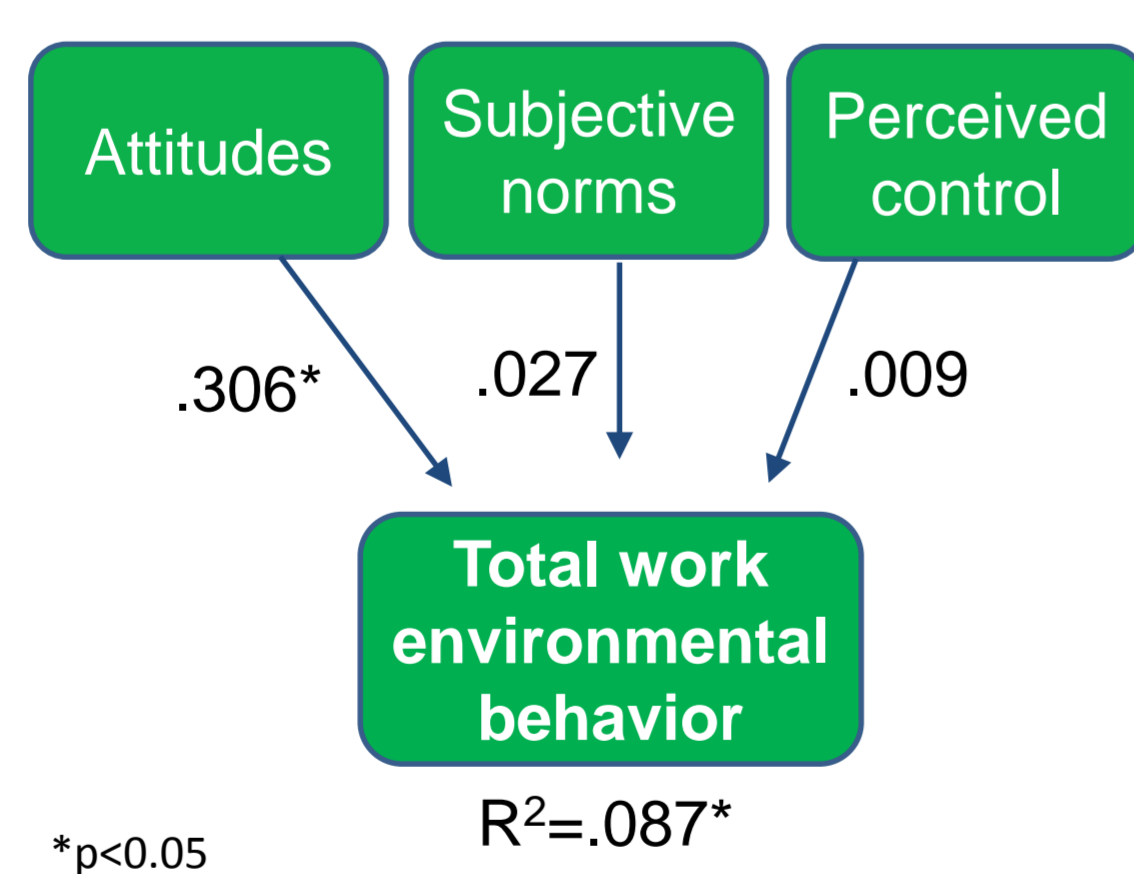 Attitudes
Subjective
norms
Perceived
control
.306*
.027
.009
Total work
environmental
behavior
R²=.087*
*p<0.05